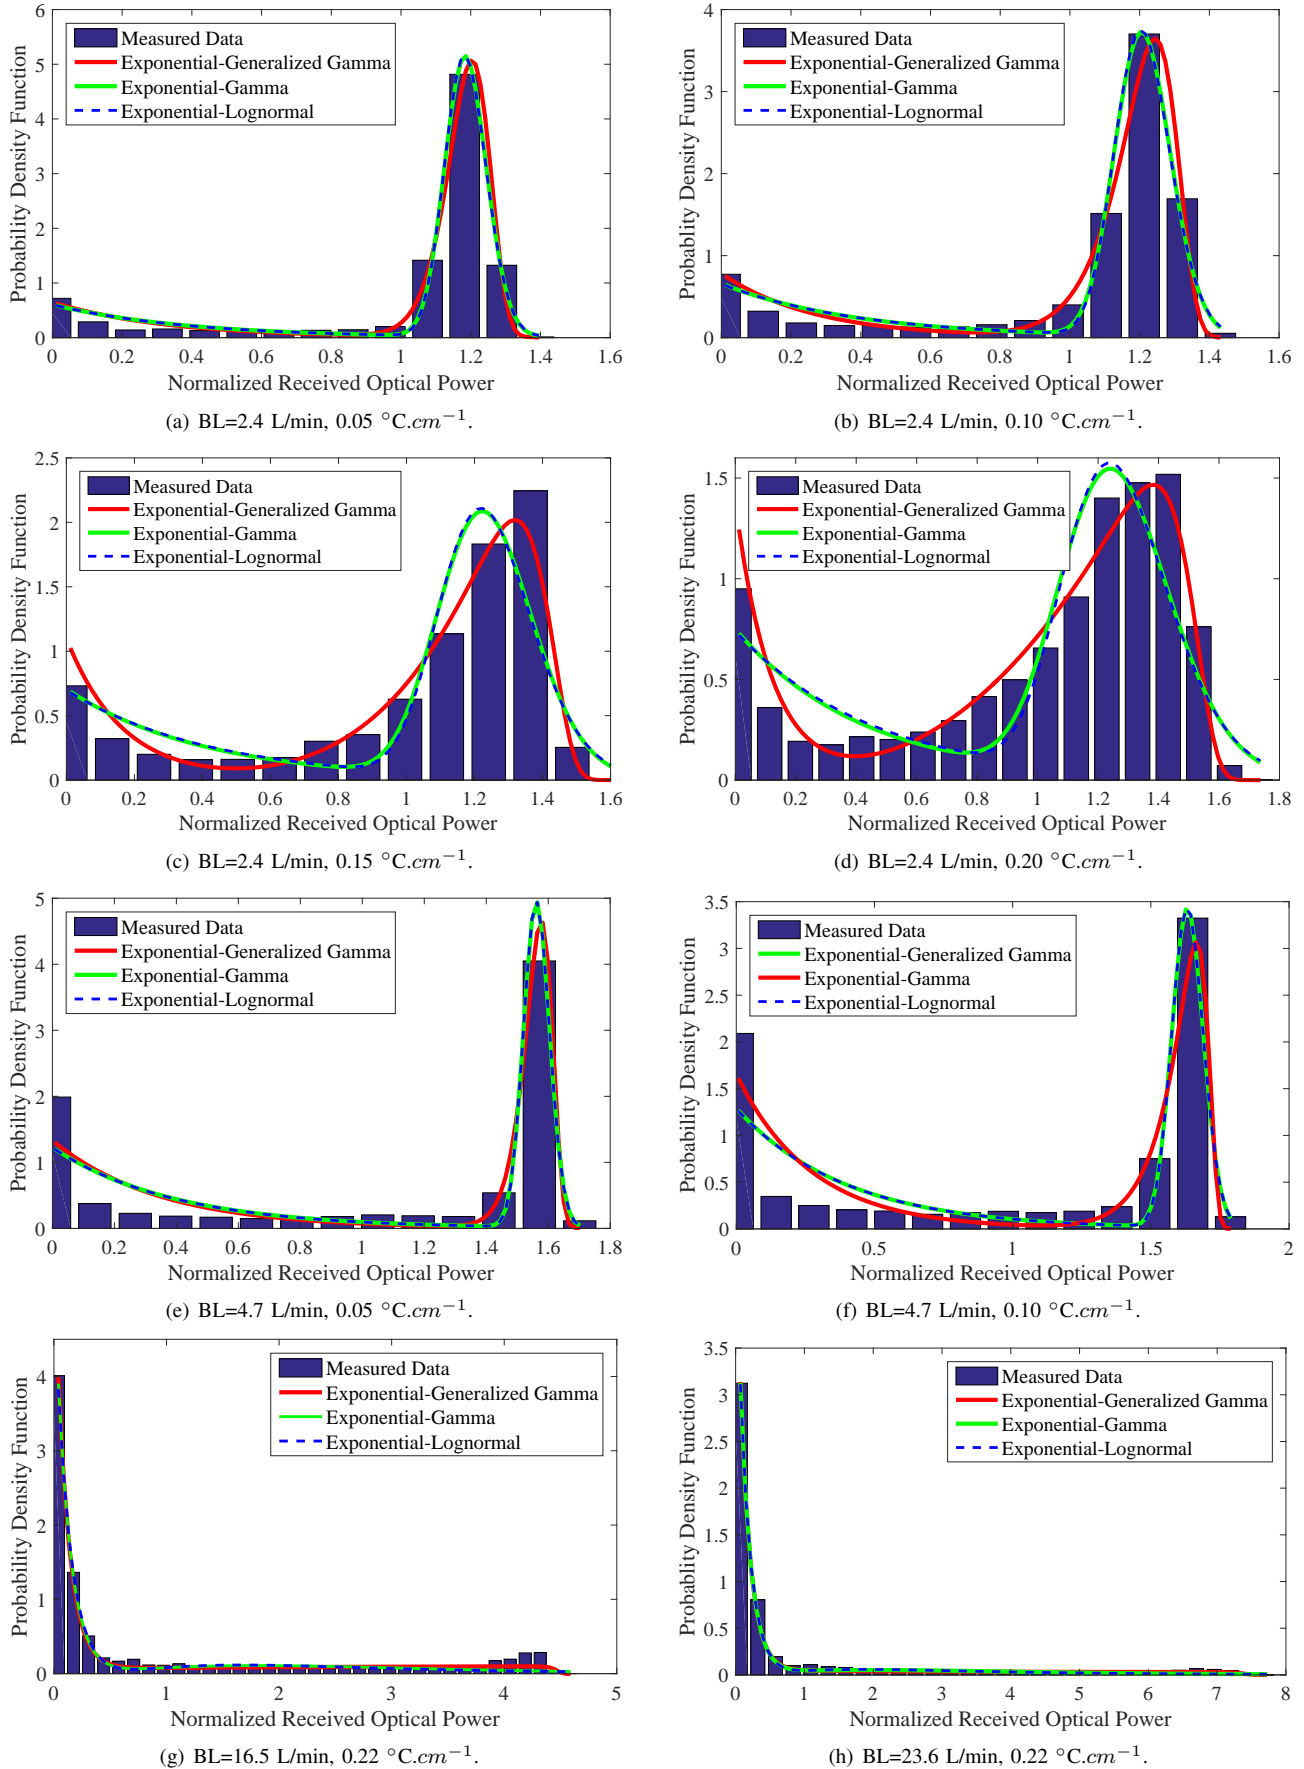 6
5
4
3
2
1
0
Probability Density Function
Measured Data
Exponential-Generalized Gamma
Exponential-Gamma
Exponential-Lognormal
0 0.2 0.4 0.6 0.8 1 1.2 1.4 1.6
Normalized Received Optical Power
(a) BL=2.4 L/min, 0.05 °C.cm⁻¹.
4
3
2
1
0
Probablity Density Function
Measured Data
Exponential-Generalized Gamma
Exponential-Gamma
Exponential-Lognormal
0 0.2 0.4 0.6 0.8 1 1.2 1.4 1.6
Normalized Received Optical Power
(b) BL=2.4 L/min, 0.10 °C.cm⁻¹.
2.5
2
1.5
1
0.5
0
Probability Density Function
Measured Data
Exponential-Generalized Gamma
Exponential-Gamma
Exponential-Lognormal
0 0.2 0.4 0.6 0.8 1 1.2 1.4 1.6
Normalized Received Optical Power
(c) BL=2.4 L/min, 0.15 °C.cm⁻¹.
1.5
1
0.5
0
Probability Density Function
Measured Data
Exponential-Generalized Gamma
Exponential-Gamma
Exponential-Lognormal
0 0.2 0.4 0.6 0.8 1 1.2 1.4 1.6 1.8
Normalized Received Optical Power
(d) BL=2.4 L/min, 0.20 °C.cm⁻¹.
5
4
3
2
1
0
Probability Density Function
Measured Data
Exponential-Generalized Gamma
Exponential-Gamma
Exponential-Lognormal
0 0.2 0.4 0.6 0.8 1 1.2 1.4 1.6 1.8
Normalized Received Optical Power
(e) BL=4.7 L/min, 0.05 °C.cm⁻¹.
3.5
3
2.5
2
1.5
1
0.5
0
Probability Density Function
Measured Data
Exponential-Generalized Gamma
Exponential-Gamma
Exponential-Lognormal
0 0.5 1 1.5 2
Normalized Received Optical Power
(f) BL=4.7 L/min, 0.10 °C.cm⁻¹.
4
3
2
1
0
Probability Density Function
Measured Data
Exponential-Generalized Gamma
Exponential-Gamma
Exponential-Lognormal
0 1 2 3 4 5
Normalized Received Optical Power
(g) BL=16.5 L/min, 0.22 °C.cm⁻¹.
3.5
3
2.5
2
1.5
1
0.5
0
Probability Density Function
Measured Data
Exponential-Generalized Gamma
Exponential-Gamma
Exponential-Lognormal
0 1 2 3 4 5 6 7 8
Normalized Received Optical Power
(h) BL=23.6 L/min, 0.22 °C.cm⁻¹.